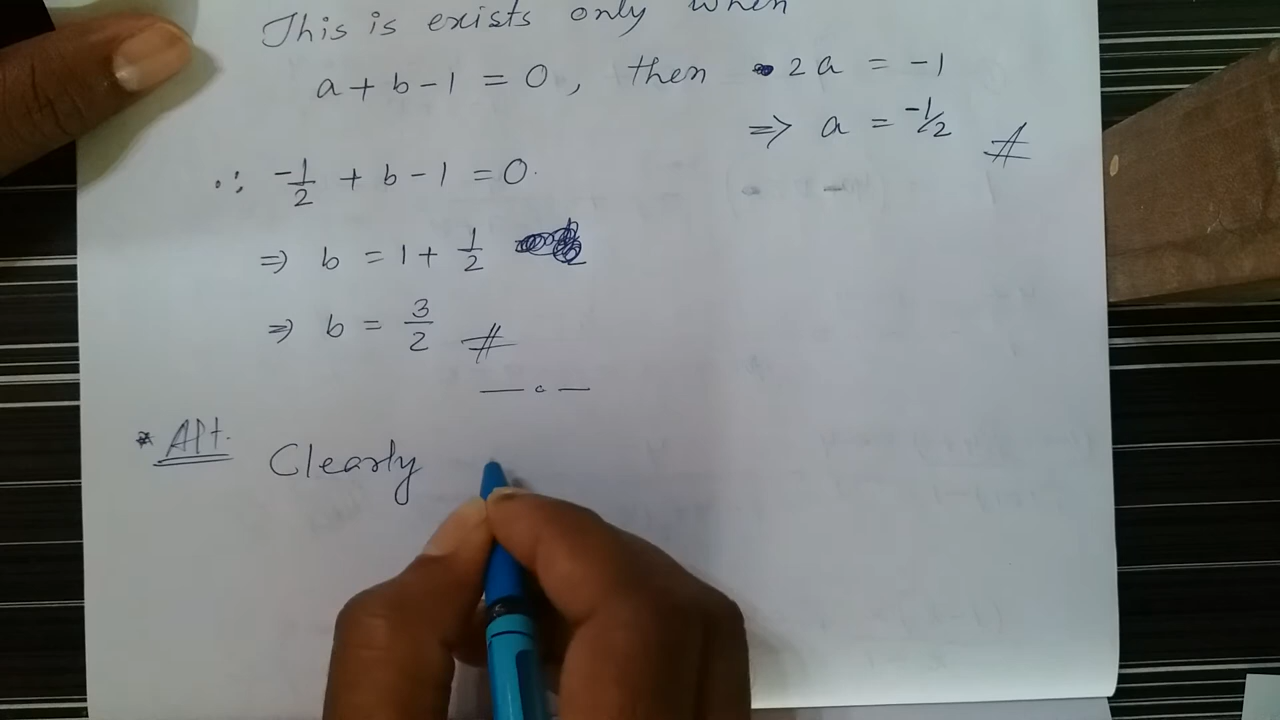 This is exists only when
a + b - 1 = 0, then 2a = -1
⇒ a = -1/2 #
∴ -1/2 + b - 1 = 0.
⇒ b = 1 + 1/2
⇒ b = 3/2 #
— o —
* Alt.
Clearly